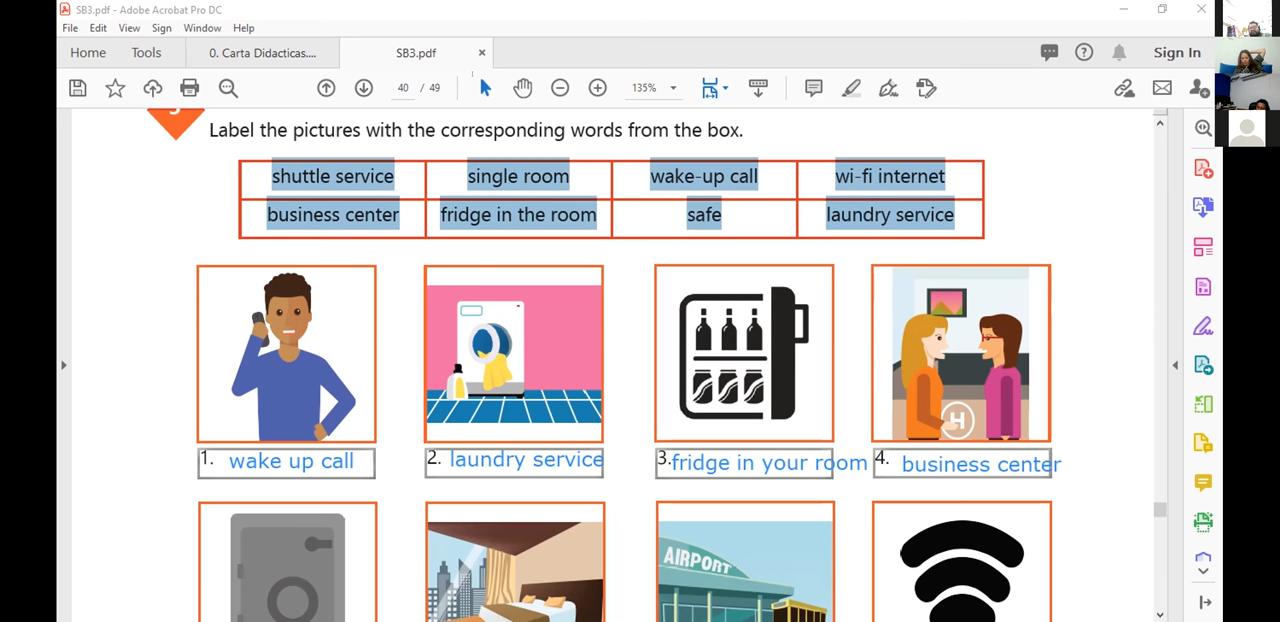 SB3.pdf - Adobe Acrobat Pro DC
File Edit View Sign Window Help
Home Tools 0. Carta Didacticas.... SB3.pdf × Sign In
40 / 49 135%
Label the pictures with the corresponding words from the box.
shuttle service single room wake-up call wi-fi internet
business center fridge in the room safe laundry service
H
1. wake up call 2. laundry service 3. fridge in your room 4. business center
AIRPORT